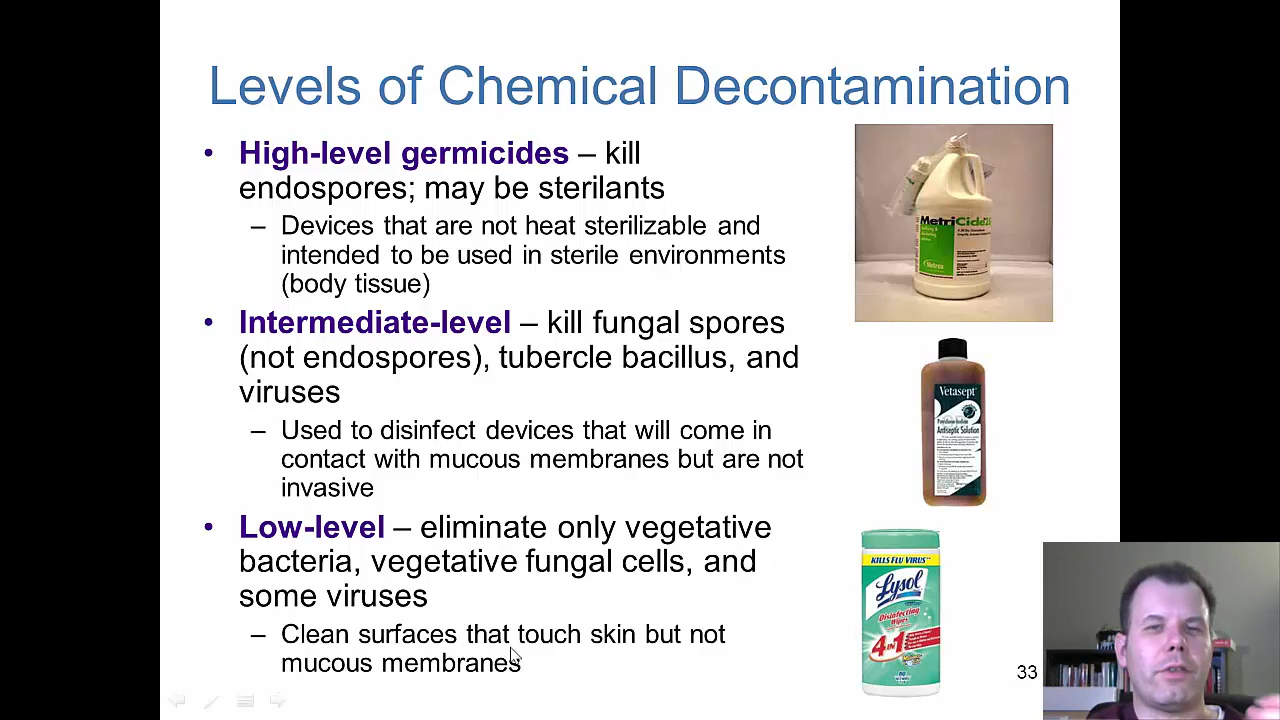 Levels of Chemical Decontamination
• High-level germicides – kill
endospores; may be sterilants
– Devices that are not heat sterilizable and
intended to be used in sterile environments
(body tissue)
• Intermediate-level – kill fungal spores
(not endospores), tubercle bacillus, and
viruses
– Used to disinfect devices that will come in
contact with mucous membranes but are not
invasive
• Low-level – eliminate only vegetative
bacteria, vegetative fungal cells, and
some viruses
– Clean surfaces that touch skin but not
mucous membranes
MetriCide
Metrex
Vetasept
Antiseptic Solution
KILLS FLU VIRUS
Lysol
Disinfecting
Wipes
4 IN 1
33